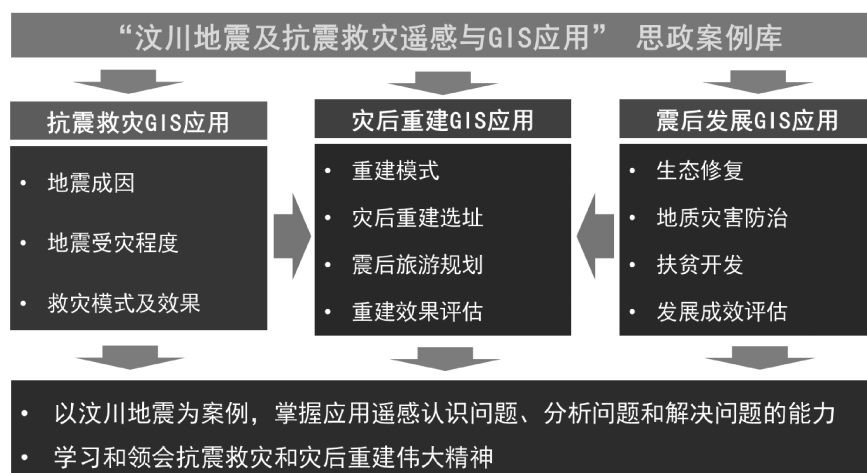 “汶川地震及抗震救灾遥感与GIS应用” 思政案例库
抗震救灾GIS应用
• 地震成因
• 地震受灾程度
• 救灾模式及效果
灾后重建GIS应用
• 重建模式
• 灾后重建选址
• 震后旅游规划
• 重建效果评估
震后发展GIS应用
• 生态修复
• 地质灾害防治
• 扶贫开发
• 发展成效评估
• 以汶川地震为案例，掌握应用遥感认识问题、分析问题和解决问题的能力
• 学习和领会抗震救灾和灾后重建伟大精神